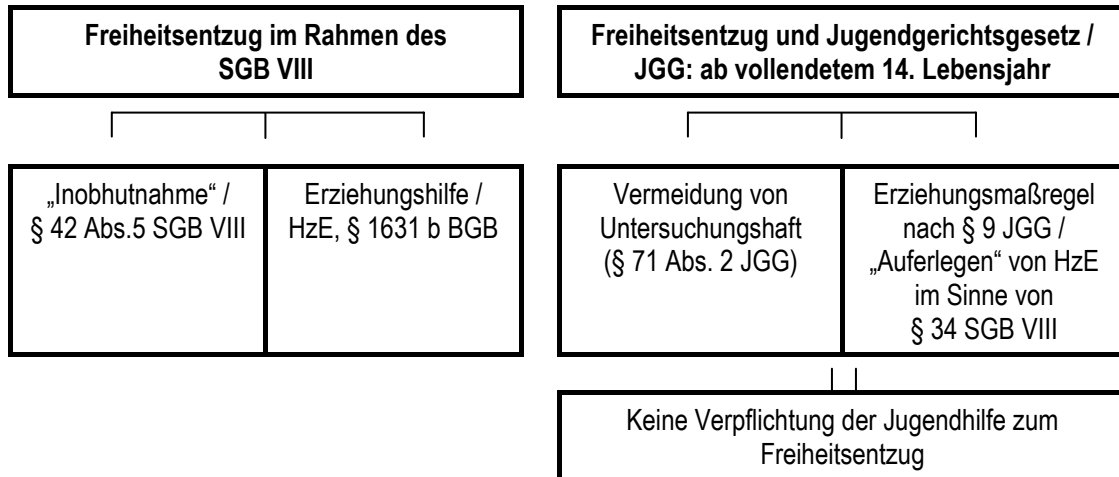 Freiheitsentzug im Rahmen des
SGB VIII
Freiheitsentzug und Jugendgerichtsgesetz /
JGG: ab vollendetem 14. Lebensjahr
„Inobhutnahme“ /
§ 42 Abs.5 SGB VIII
Erziehungshilfe /
HzE, § 1631 b BGB
Vermeidung von
Untersuchungshaft
(§ 71 Abs. 2 JGG)
Erziehungsmaßregel
nach § 9 JGG /
„Auferlegen“ von HzE
im Sinne von
§ 34 SGB VIII
Keine Verpflichtung der Jugendhilfe zum
Freiheitsentzug